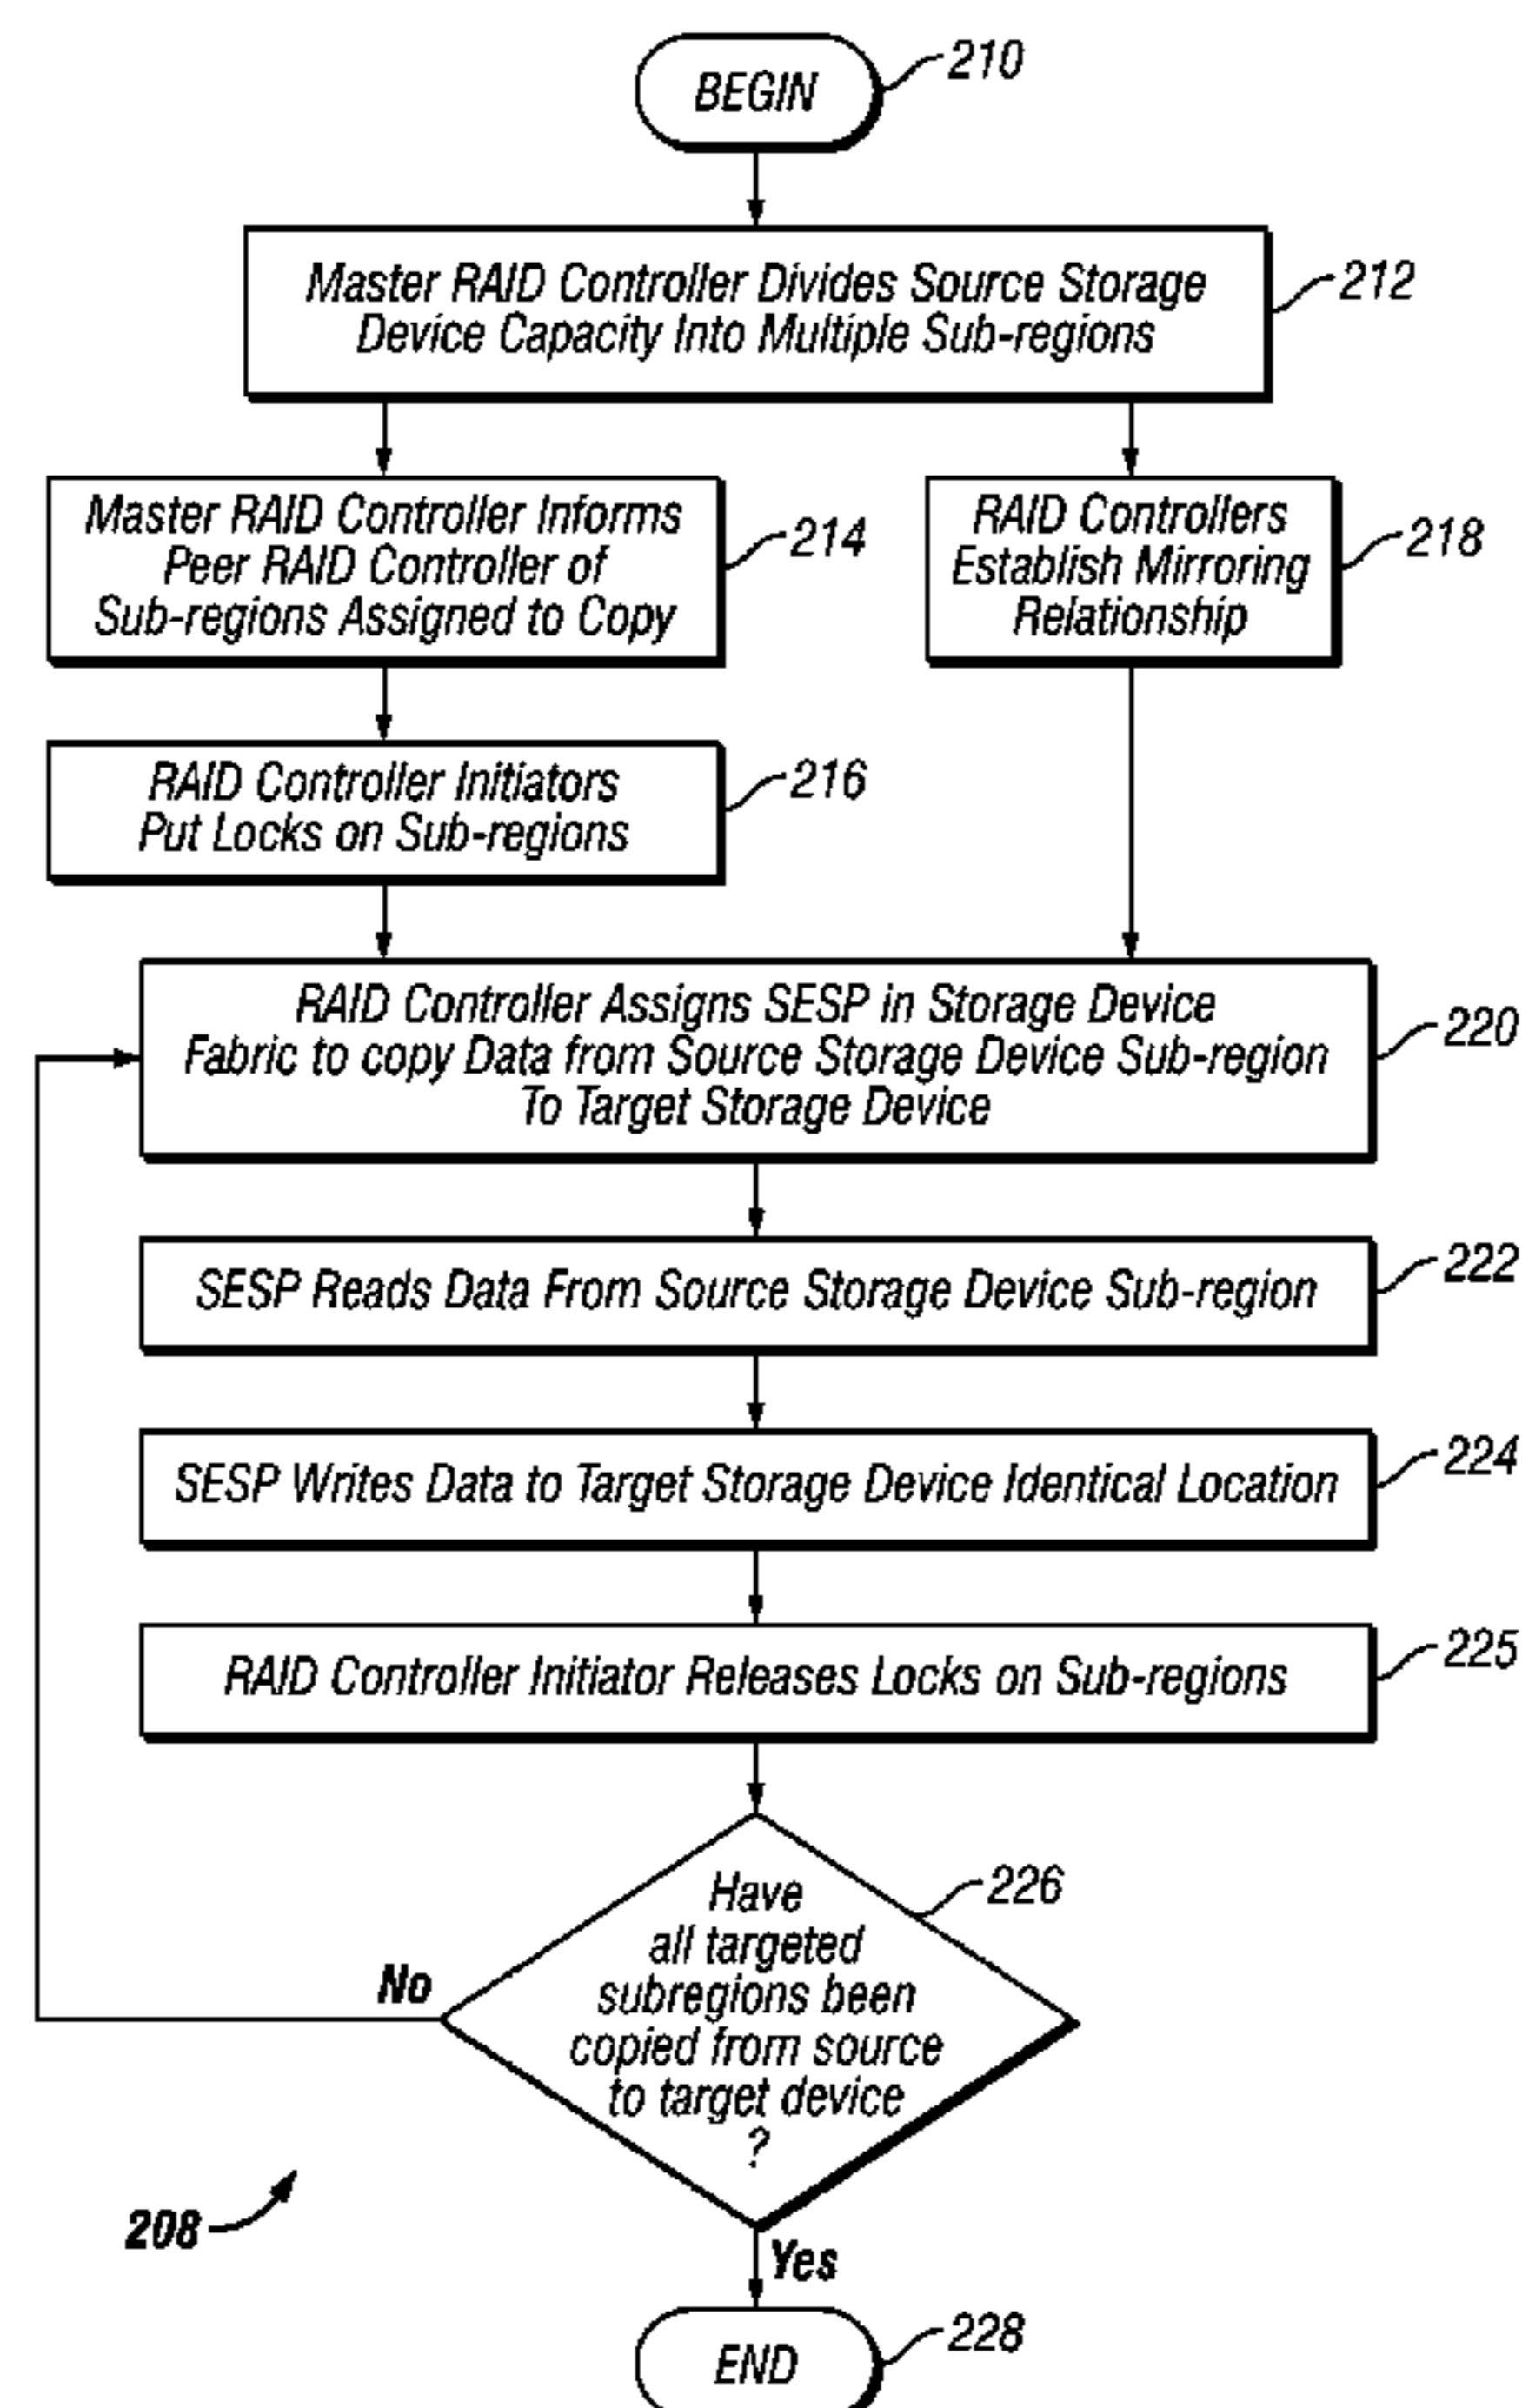 BEGIN
210
Master RAID Controller Divides Source Storage
Device Capacity Into Multiple Sub-regions
212
Master RAID Controller Informs
Peer RAID Controller of
Sub-regions Assigned to Copy
214
RAID Controllers
Establish Mirroring
Relationship
218
RAID Controller Initiators
Put Locks on Sub-regions
216
RAID Controller Assigns SESP in Storage Device
Fabric to copy Data from Source Storage Device Sub-region
To Target Storage Device
220
SESP Reads Data From Source Storage Device Sub-region
222
SESP Writes Data to Target Storage Device Identical Location
224
RAID Controller Initiator Releases Locks on Sub-regions
225
Have
all targeted
subregions been
copied from source
to target device
?
226
No
Yes
208
END
228